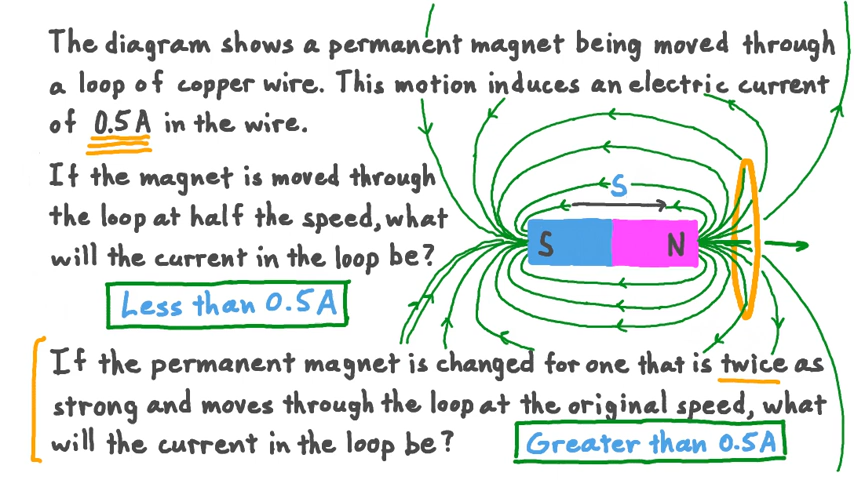 The diagram shows a permanent magnet being moved through
a loop of copper wire. This motion induces an electric current
of 0.5A in the wire.
If the magnet is moved through
the loop at half the speed, what
will the current in the loop be?
Less than 0.5A
S
S
N
If the permanent magnet is changed for one that is twice as
strong and moves through the loop at the original speed, what
will the current in the loop be?
Greater than 0.5A